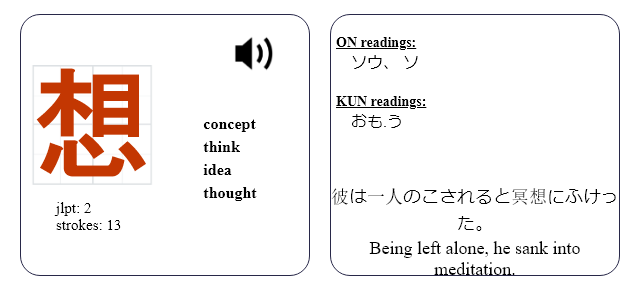 想
concept
think
idea
thought
jlpt: 2
strokes: 13
ON readings:
ソウ、 ソ
KUN readings:
おも.う
彼は一人のこされると冥想にふけっ
た。
Being left alone, he sank into
meditation.